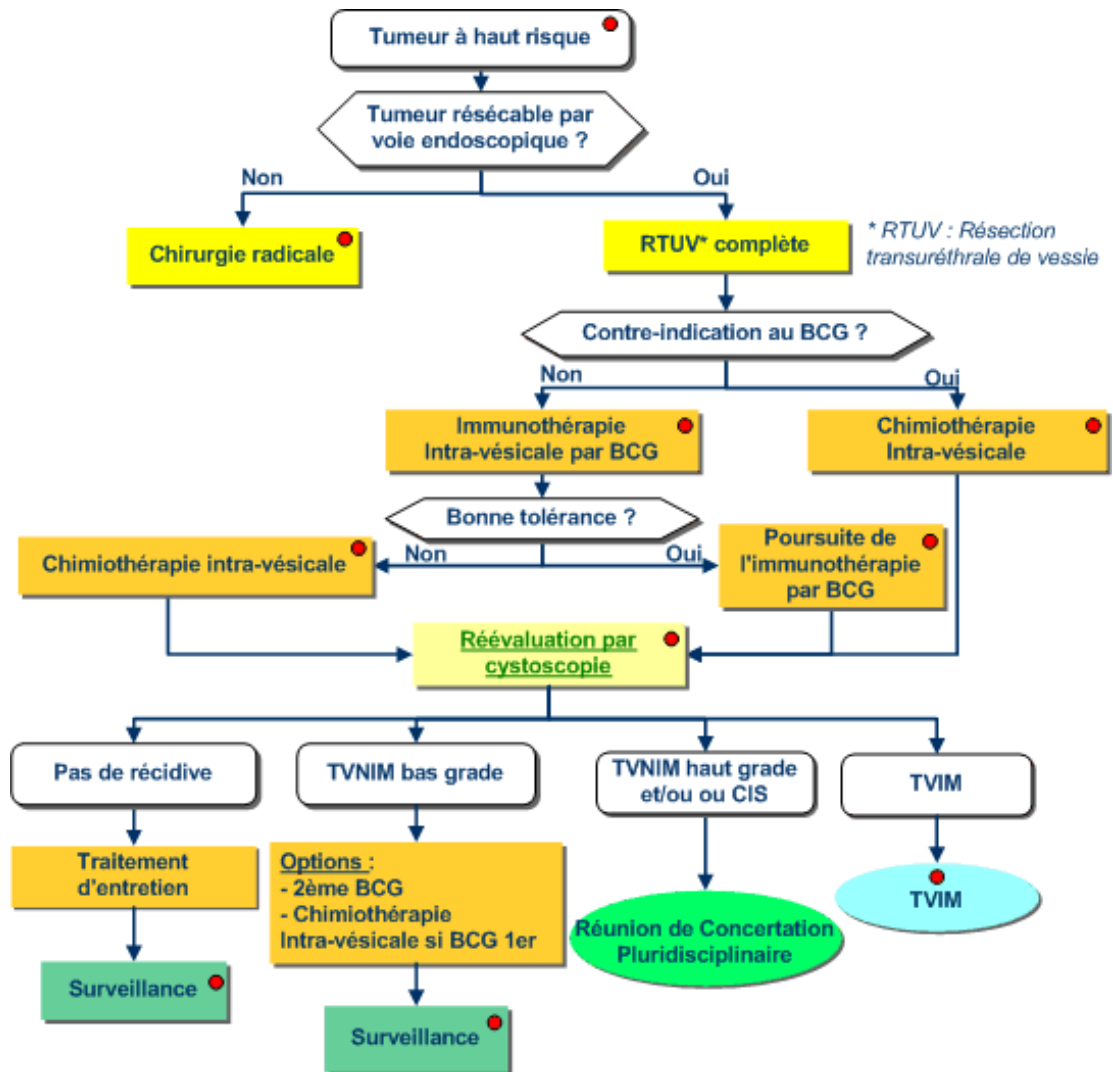 Tumeur à haut risque
Tumeur résécable par
voie endoscopique ?
Non
Oui
Chirurgie radicale
RTUV* complète
* RTUV : Résection
transuréthrale de vessie
Contre-indication au BCG ?
Non
Oui
Immunothérapie
Intra-vésicale par BCG
Chimiothérapie
Intra-vésicale
Bonne tolérance ?
Non
Oui
Chimiothérapie intra-vésicale
Poursuite de
l'immunothérapie
par BCG
Réévaluation par
cystoscopie
Pas de récidive
TVNIM bas grade
TVNIM haut grade
et/ou ou CIS
TVIM
Traitement
d'entretien
Options :
- 2ème BCG
- Chimiothérapie
Intra-vésicale si BCG 1er
Réunion de Concertation
Pluridisciplinaire
TVIM
Surveillance
Surveillance